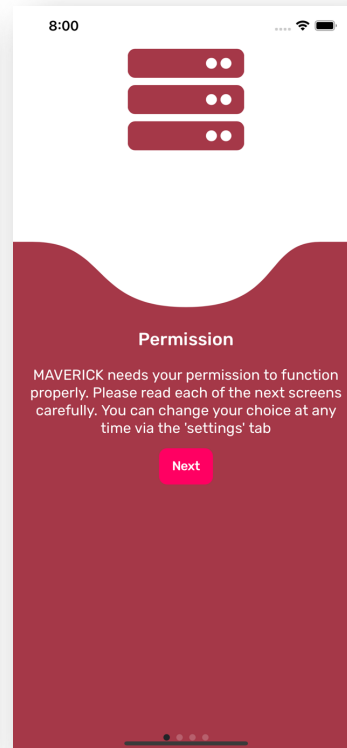 8:00
Permission
MAVERICK needs your permission to function
properly. Please read each of the next screens
carefully. You can change your choice at any
time via the 'settings' tab
Next